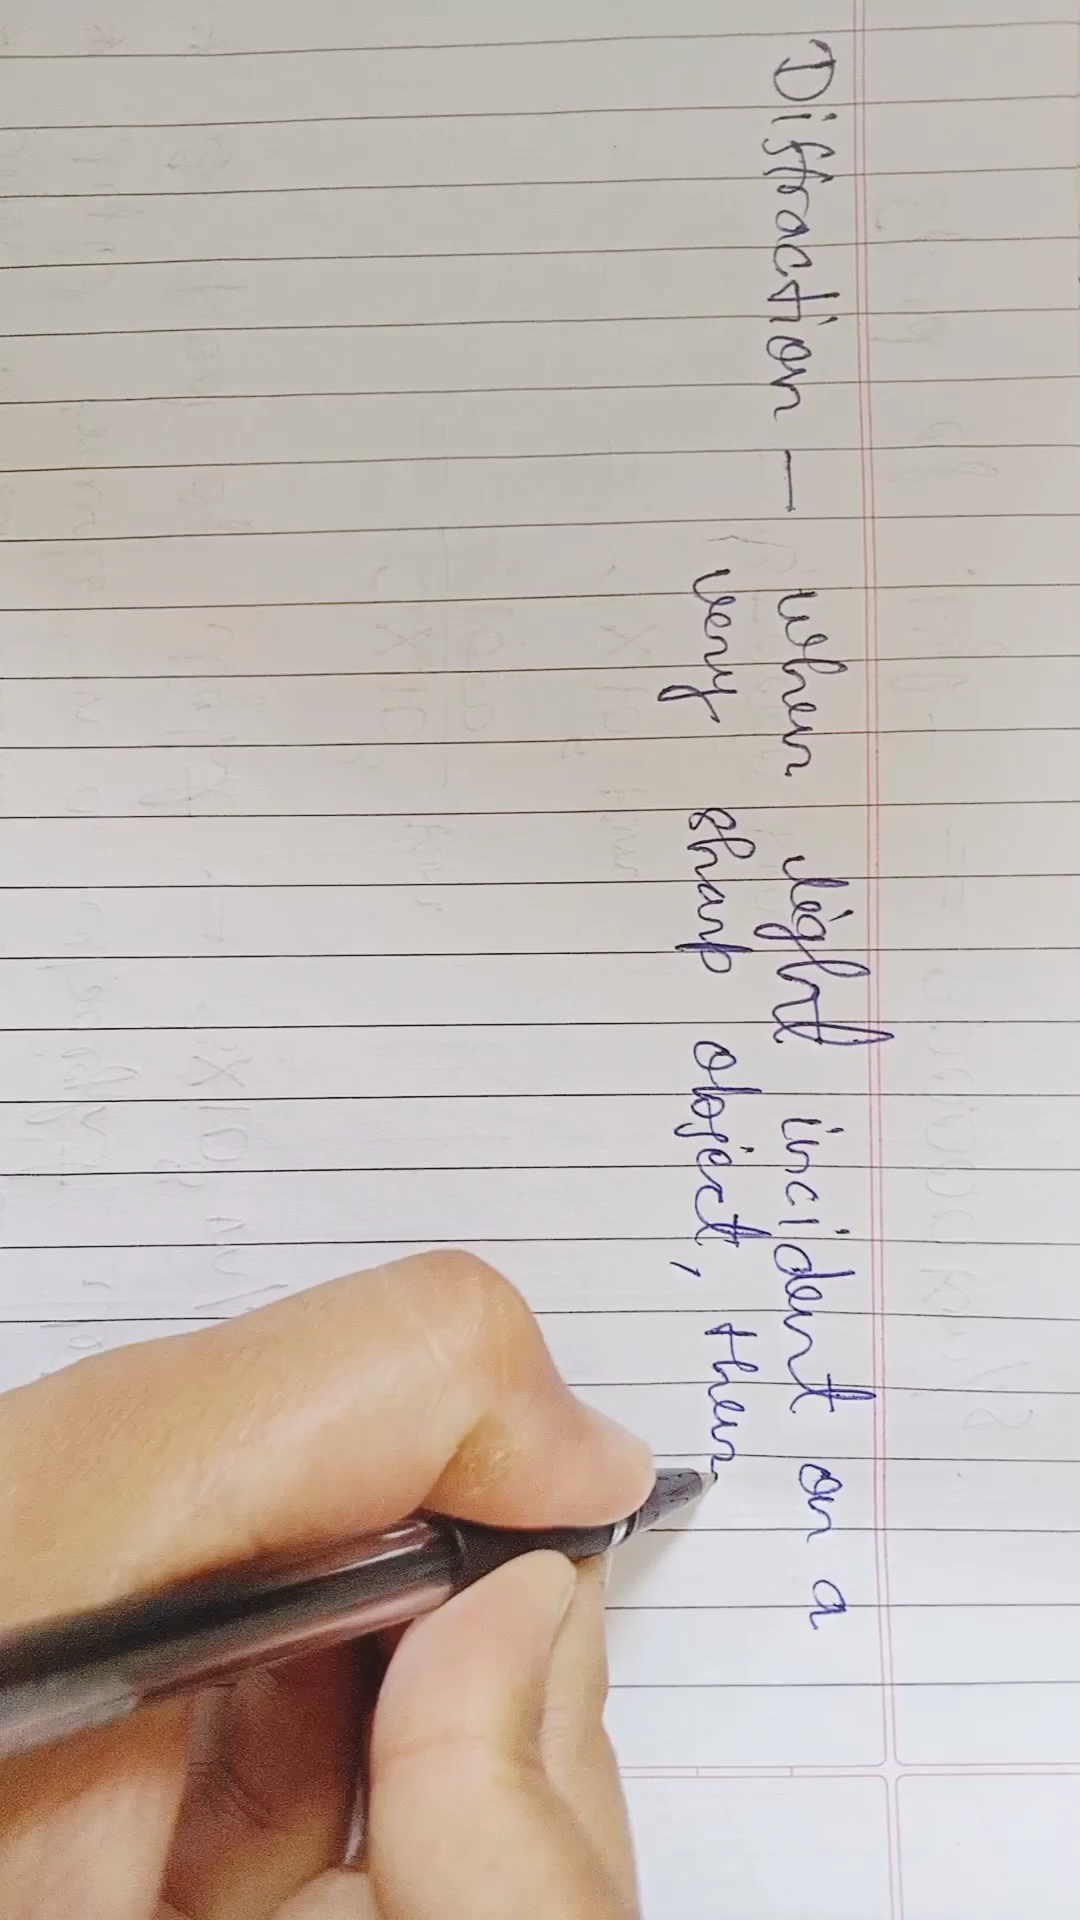 Diffraction — when light incident on a
very sharp object, then